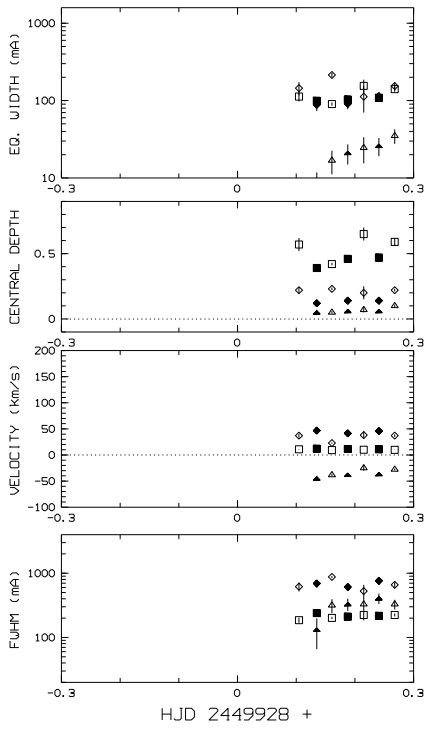 1000
100
10
EQ. WIDTH (mA)
-0.3 0 0.3
0.5
0
CENTRAL DEPTH
-0.3 0 0.3
200
150
100
50
0
-50
-100
VELOCITY (km/s)
-0.3 0 0.3
1000
100
FWHM (mA)
-0.3 0 0.3
HJD 2449928 +